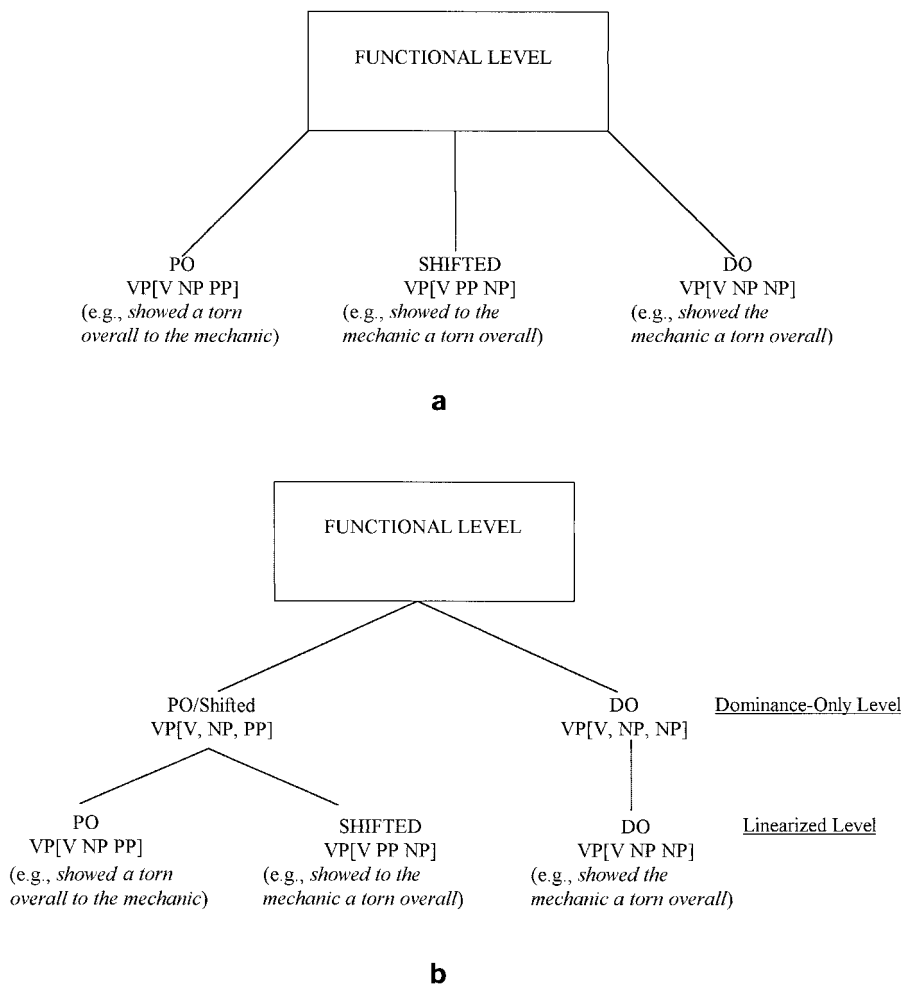 FUNCTIONAL LEVEL
PO
VP[V NP PP]
(e.g., showed a torn
overall to the mechanic)
SHIFTED
VP[V PP NP]
(e.g., showed to the
mechanic a torn overall)
DO
VP[V NP NP]
(e.g., showed the
mechanic a torn overall)
a
FUNCTIONAL LEVEL
PO/Shifted
VP[V, NP, PP]
DO
VP[V, NP, NP]
Dominance-Only Level
PO
VP[V NP PP]
(e.g., showed a torn
overall to the mechanic)
SHIFTED
VP[V PP NP]
(e.g., showed to the
mechanic a torn overall)
DO
VP[V NP NP]
(e.g., showed the
mechanic a torn overall)
Linearized Level
b